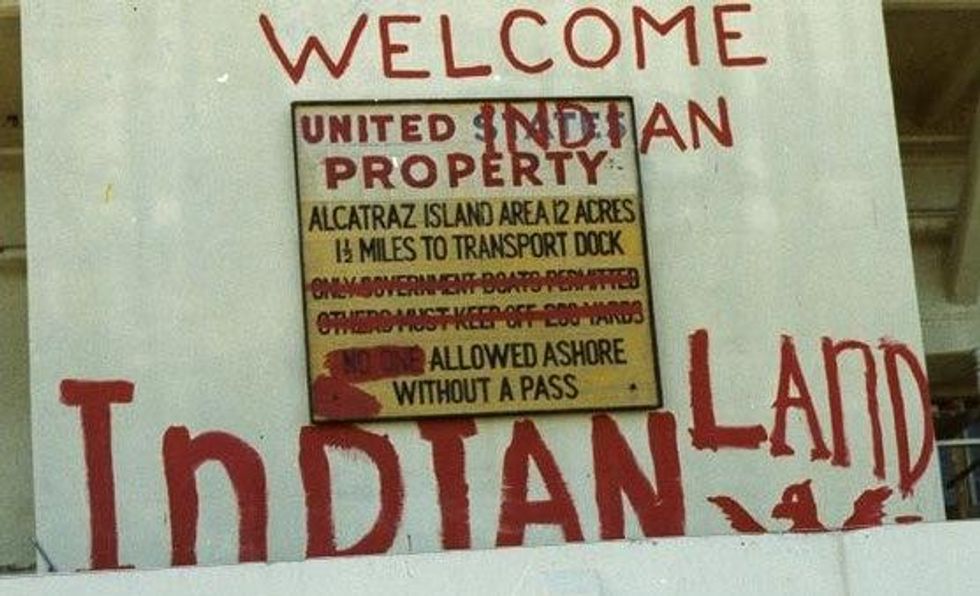 WELCOME
UNITED INDIAN
PROPERTY
ALCATRAZ ISLAND AREA 12 ACRES
1½ MILES TO TRANSPORT DOCK
ONLY GOVERNMENT BOATS PERMITTED
OTHERS MUST KEEP OFF 200 YARDS
NO ONE ALLOWED ASHORE
WITHOUT A PASS
INDIAN LAND